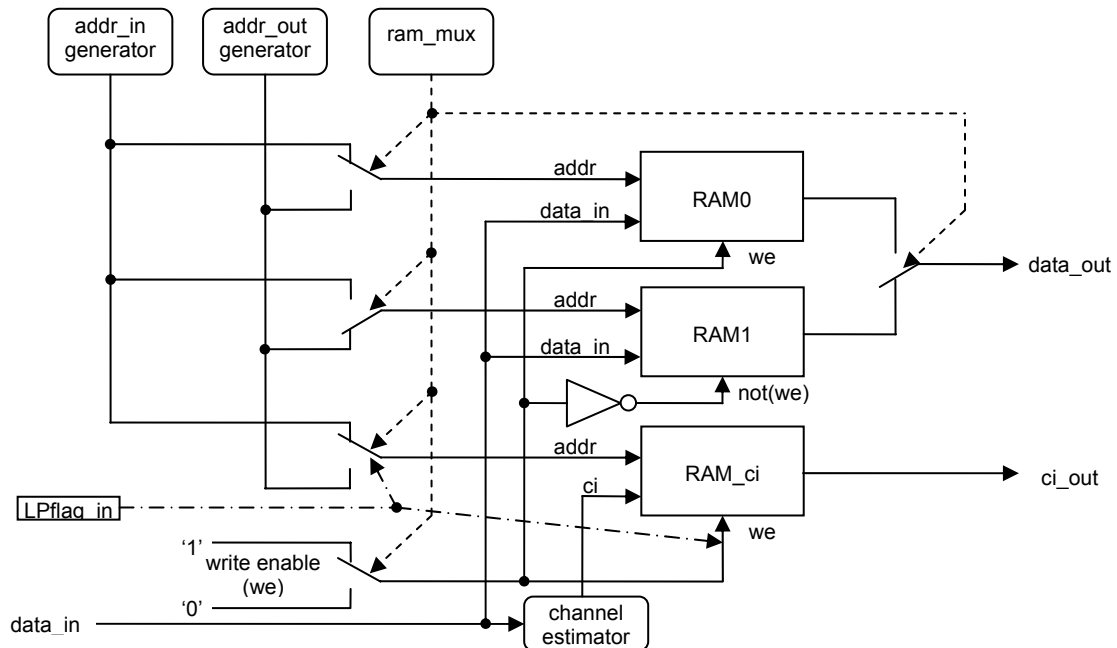 addr_in
generator
addr_out
generator
ram_mux
addr
RAM0
data_in
we
data_out
addr
RAM1
data_in
not(we)
addr
RAM_ci
ci
ci_out
LPflag_in
we
‘1’
write enable
(we)
‘0’
data_in
channel
estimator